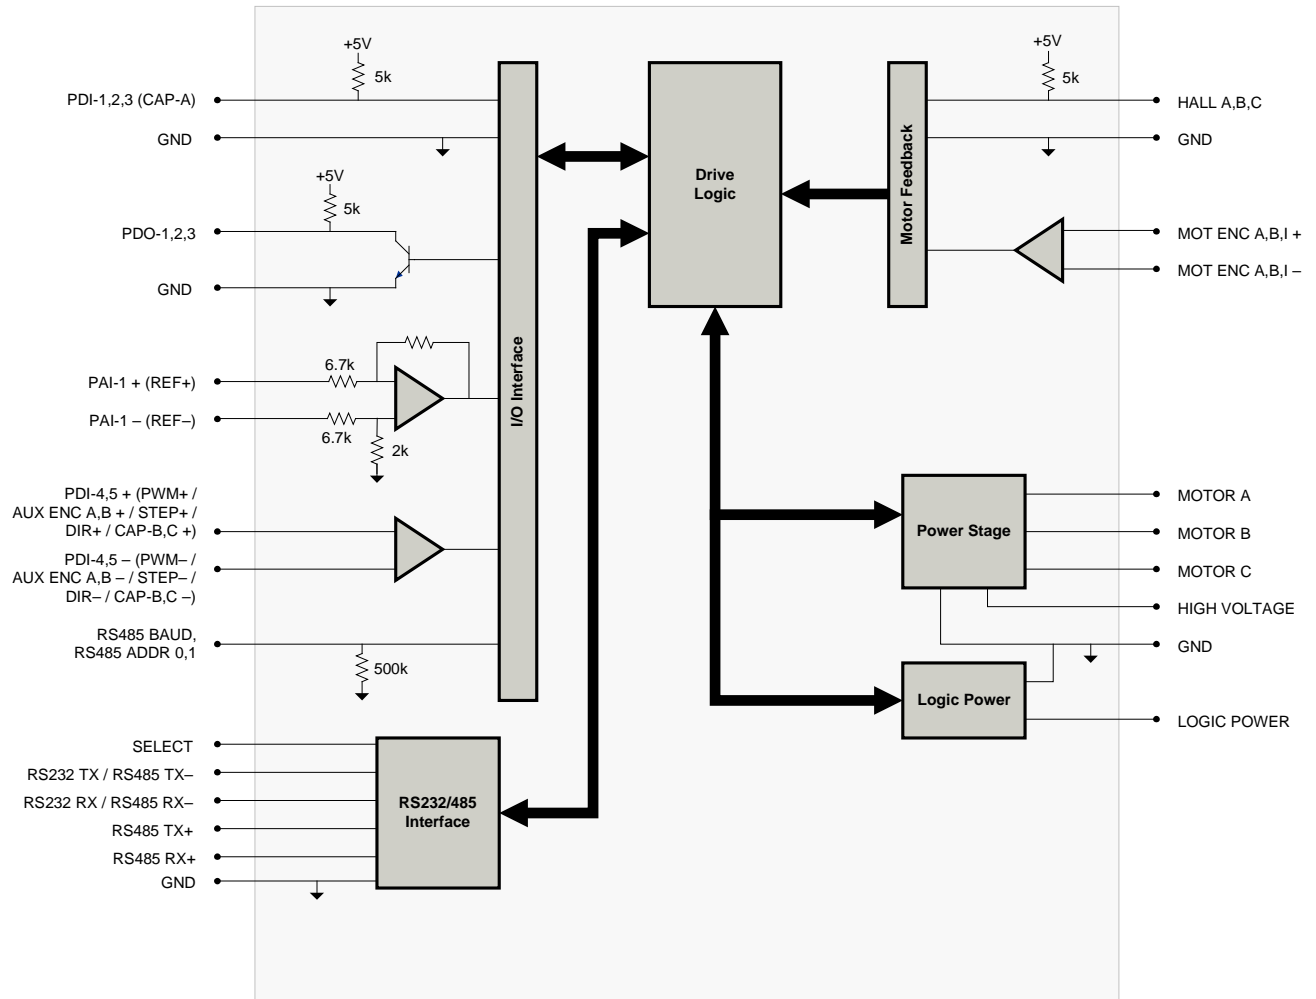 +5V
5k
PDI-1,2,3 (CAP-A)
GND
+5V
5k
PDO-1,2,3
GND
6.7k
PAI-1 + (REF+)
PAI-1 – (REF–)
6.7k
2k
PDI-4,5 + (PWM+ /
AUX ENC A,B + / STEP+ /
DIR+ / CAP-B,C +)
PDI-4,5 – (PWM– /
AUX ENC A,B – / STEP– /
DIR– / CAP-B,C –)
RS485 BAUD,
RS485 ADDR 0,1
500k
I/O Interface
SELECT
RS232 TX / RS485 TX–
RS232 RX / RS485 RX–
RS485 TX+
RS485 RX+
GND
RS232/485
Interface
Drive
Logic
Motor Feedback
+5V
5k
HALL A,B,C
GND
MOT ENC A,B,I +
MOT ENC A,B,I –
Power Stage
MOTOR A
MOTOR B
MOTOR C
HIGH VOLTAGE
GND
Logic Power
LOGIC POWER